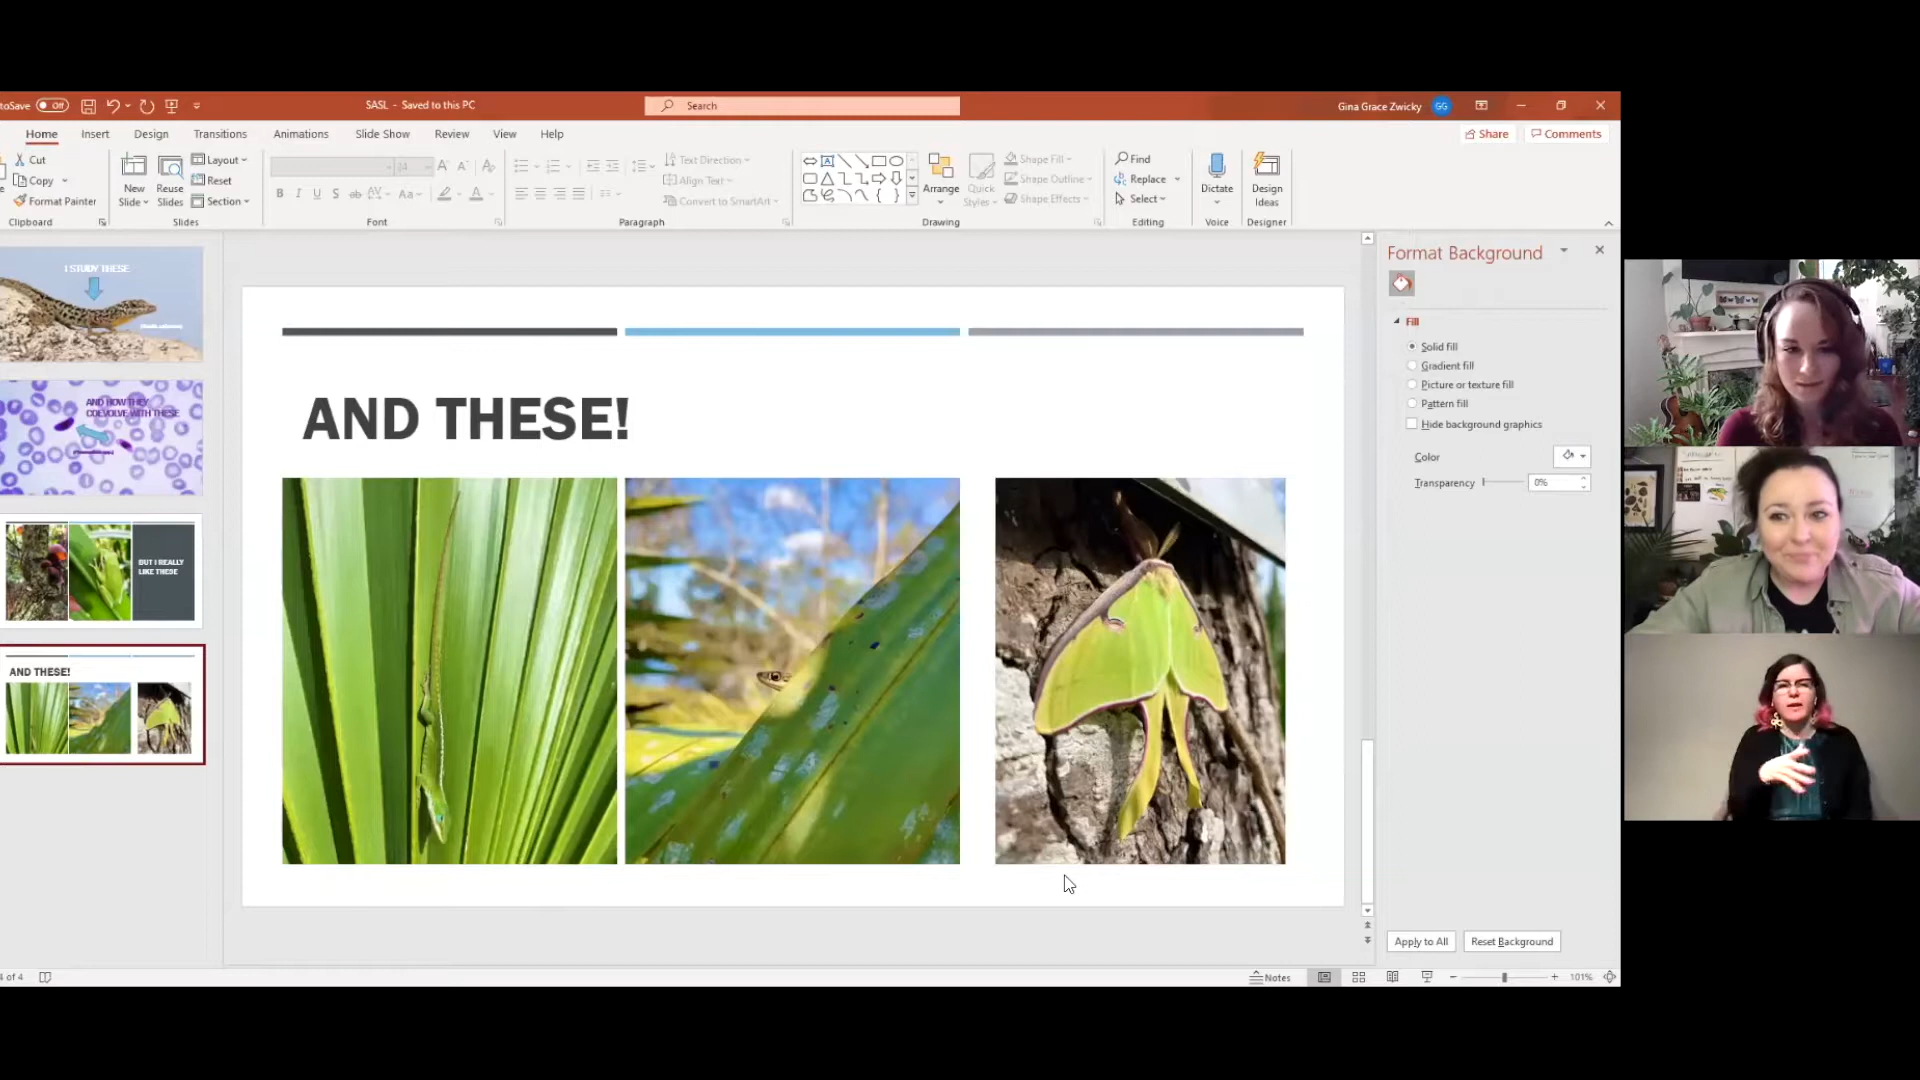 toSave Off
SASL - Saved to this PC
Search
Gina Grace Zwicky GG
Home Insert Design Transitions Animations Slide Show Review View Help
Share Comments
Cut
Copy
Format Painter
Clipboard
New Slide
Reuse Slides
Layout
Reset
Section
Slides
Font
Text Direction
Align Text
Convert to SmartArt
Paragraph
Arrange
Quick Styles
Shape Fill
Shape Outline
Shape Effects
Drawing
Find
Replace
Select
Editing
Dictate
Voice
Design Ideas
Designer
I STUDY THESE
AND HOW THEY
COEVOLVE WITH THESE
BUT I REALLY
LIKE THESE
AND THESE!
AND THESE!
Format Background
Fill
Solid fill
Gradient fill
Picture or texture fill
Pattern fill
Hide background graphics
Color
Transparency 0%
Apply to All Reset Background
4 of 4
Notes
101%